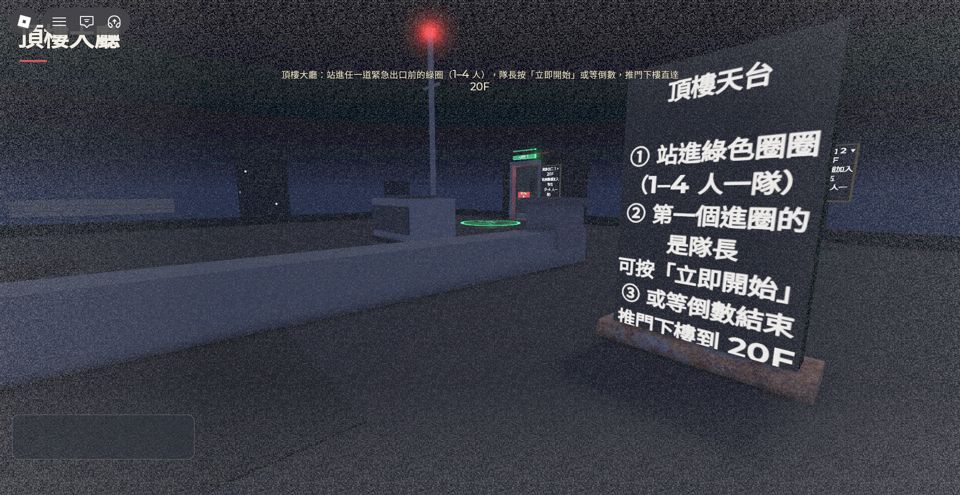 頂樓大廳
頂樓大廳：站進任一道緊急出口前的綠圈（1–4 人），隊長按「立即開始」或等倒數，推門下樓直達
20F
頂樓天台
① 站進綠色圈圈
（1–4 人一隊）
② 第一個進圈的
是隊長
可按「立即開始」
③ 或等倒數結束
推門下樓到 20F